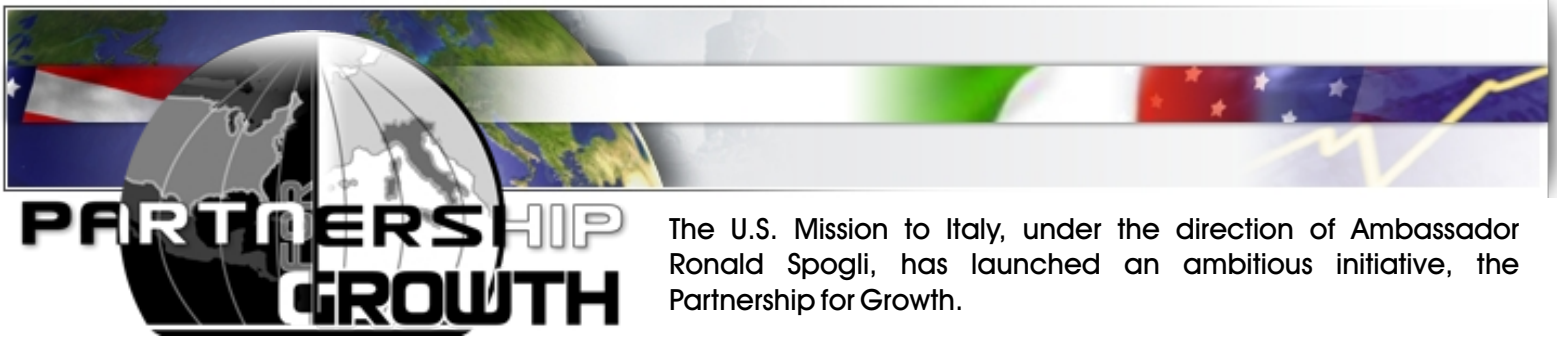 PARTNERSHIP
FOR
GROWTH
The U.S. Mission to Italy, under the direction of Ambassador
Ronald Spogli, has launched an ambitious initiative, the
Partnership for Growth.